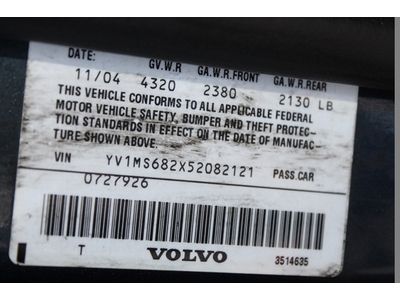 DATE: G.V.W.R GA.W.R.FRONT GA.W.R.REAR
11/04 4320 2380 2130 LB
THIS VEHICLE CONFORMS TO ALL APPLICABLE FEDERAL
MOTOR VEHICLE SAFETY, BUMPER AND THEFT PROTEC-
TION STANDARDS IN EFFECT ON THE DATE OF MANUFAC-
TURE SHOWN ABOVE.
VIN YV1MS682X52082121 PASS.CAR
0727926
T VOLVO 3514635